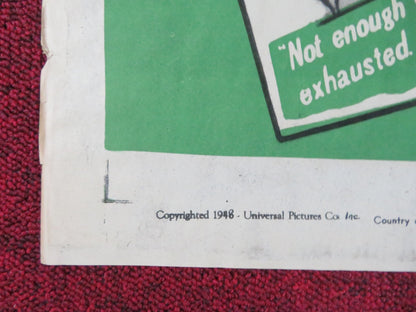 "Not enough
exhausted.
Copyrighted 1948 - Universal Pictures Co. Inc. Country